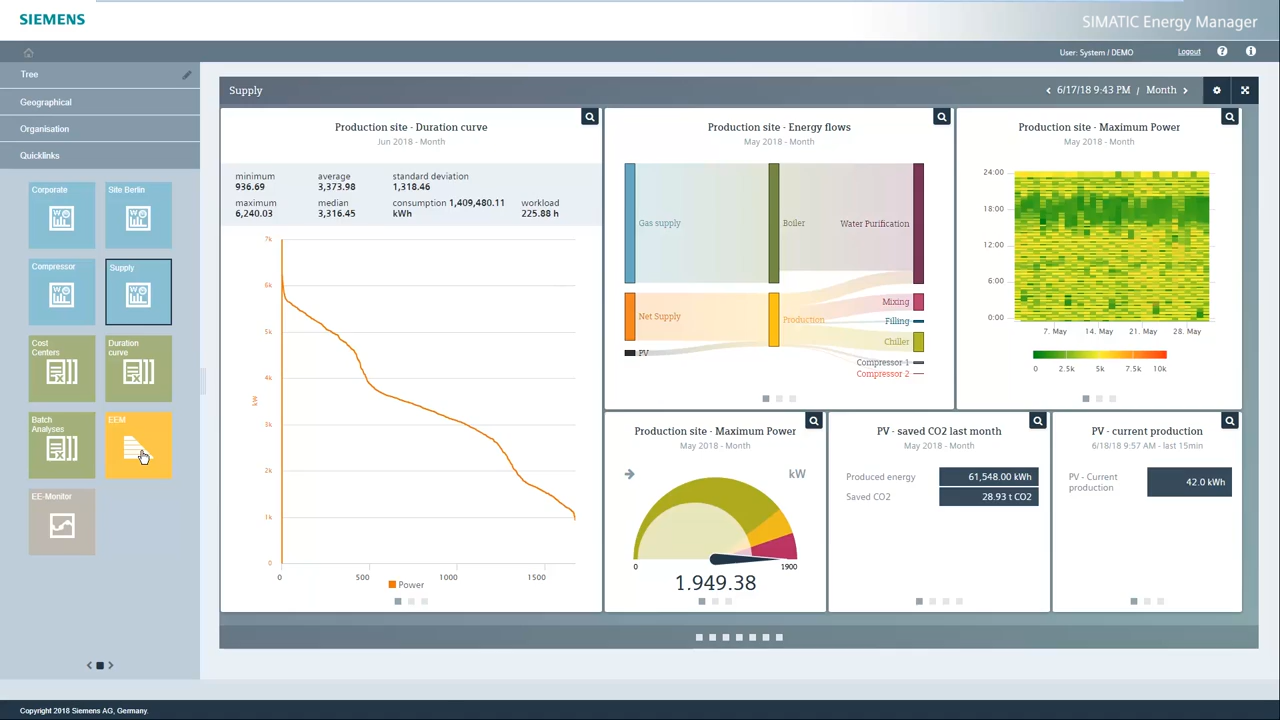 SIEMENS
SIMATIC Energy Manager
User: System / DEMO
Logout
Tree
Geographical
Organisation
Quicklinks
Corporate
Site Berlin
Compressor
Supply
Cost
Centers
Duration
curve
Batch
Analyses
EEM
EE-Monitor
Supply
6/17/18 9:43 PM / Month
Production site - Duration curve
Jun 2018 - Month
minimum
936.69
average
3,373.98
standard deviation
1,318.46
maximum
6,240.03
median
3,316.45
consumption 1,409,480.11
kWh
workload
225.88 h
7k
6k
5k
4k
3k
2k
1k
0
kW
0
500
1000
1500
Power
Production site - Energy flows
May 2018 - Month
Gas supply
Boiler
Water Purification
Net Supply
Production
Mixing
Filling
Chiller
PV
Compressor 1
Compressor 2
Production site - Maximum Power
May 2018 - Month
24:00
18:00
12:00
6:00
0:00
7. May
14. May
21. May
28. May
0
2.5k
5k
7.5k
10k
Production site - Maximum Power
May 2018 - Month
kW
0
1900
1.949.38
PV - saved CO2 last month
May 2018 - Month
Produced energy
61,548.00 kWh
Saved CO2
28.93 t CO2
PV - current production
6/18/18 9:57 AM - last 15min
PV - Current
production
42.0 kWh
Copyright 2018 Siemens AG, Germany.